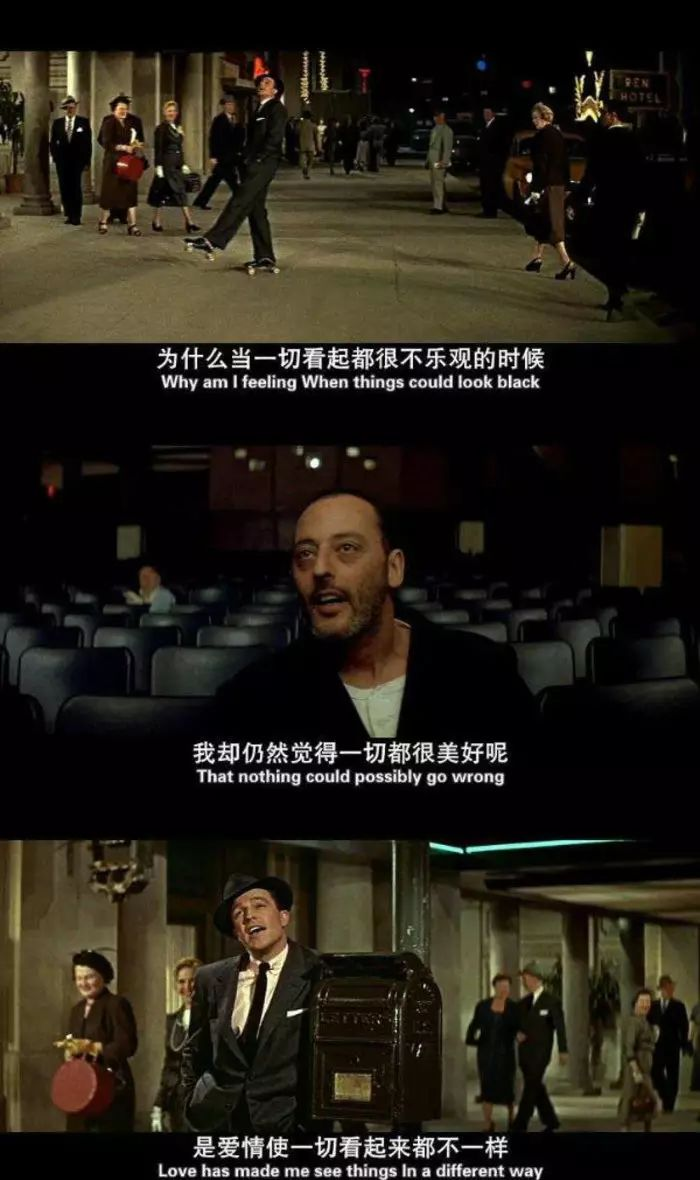 REN
HOTEL
为什么当一切看起都很不乐观的时候
Why am I feeling When things could look black
我却仍然觉得一切都很美好呢
That nothing could possibly go wrong
LETTERS
是爱情使一切看起来都不一样
Love has made me see things In a different way